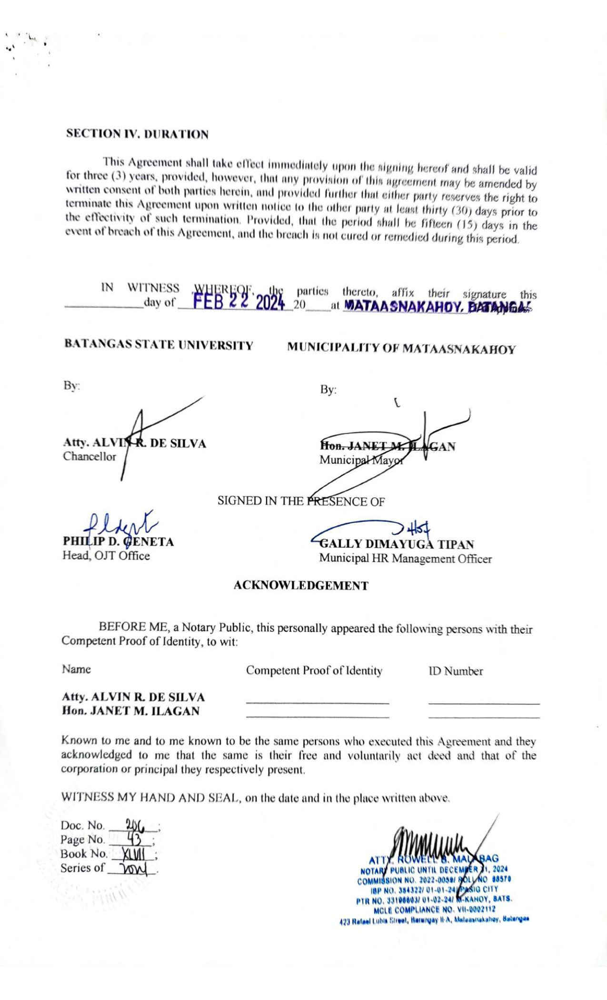 SECTION IV. DURATION
This Agreement shall take effect immediately upon the signing hereof and shall be valid
for three (3) years, provided, however, that any provision of this agreement may be amended by
written consent of both parties herein, and provided further that either party reserves the right to
terminate this Agreement upon written notice to the other party at least thirty (30) days prior to
the effectivity of such termination. Provided, that the period shall be fifteen (15) days in the
event of breach of this Agreement, and the breach is not cured or remedied during this period.
IN WITNESS WHEREOF, the parties thereto, affix their signature this
day of FEB 22 2024 20 at MATAASNAKAHOY, BATANGAS
BATANGAS STATE UNIVERSITY MUNICIPALITY OF MATAASNAKAHOY
By: By:
Atty. ALVIN R. DE SILVA Hon. JANET M. ILAGAN
Chancellor Municipal Mayor
SIGNED IN THE PRESENCE OF
PHILIP D. GENETA GALLY DIMAYUGA TIPAN
Head, OJT Office Municipal HR Management Officer
ACKNOWLEDGEMENT
BEFORE ME, a Notary Public, this personally appeared the following persons with their
Competent Proof of Identity, to wit:
Name Competent Proof of Identity ID Number
Atty. ALVIN R. DE SILVA
Hon. JANET M. ILAGAN
Known to me and to me known to be the same persons who executed this Agreement and they
acknowledged to me that the same is their free and voluntarily act deed and that of the
corporation or principal they respectively present.
WITNESS MY HAND AND SEAL, on the date and in the place written above.
Doc. No. 206;
Page No. 43;
Book No. XLVII;
Series of 2024.
ATTY. ROWELL B. MALABAG
NOTARY PUBLIC UNTIL DECEMBER 31, 2024
COMMISSION NO. 2022-0059/ ROLL NO 88570
IBP NO. 384322/ 01-01-24/ PASIG CITY
PTR NO. 33106603/ 01-02-24/ M-KAHOY, BATS.
MCLE COMPLIANCE NO. VII-0002112
423 Rafael Lubis Street, Barangay II-A, Mataasnakahoy, Batangas